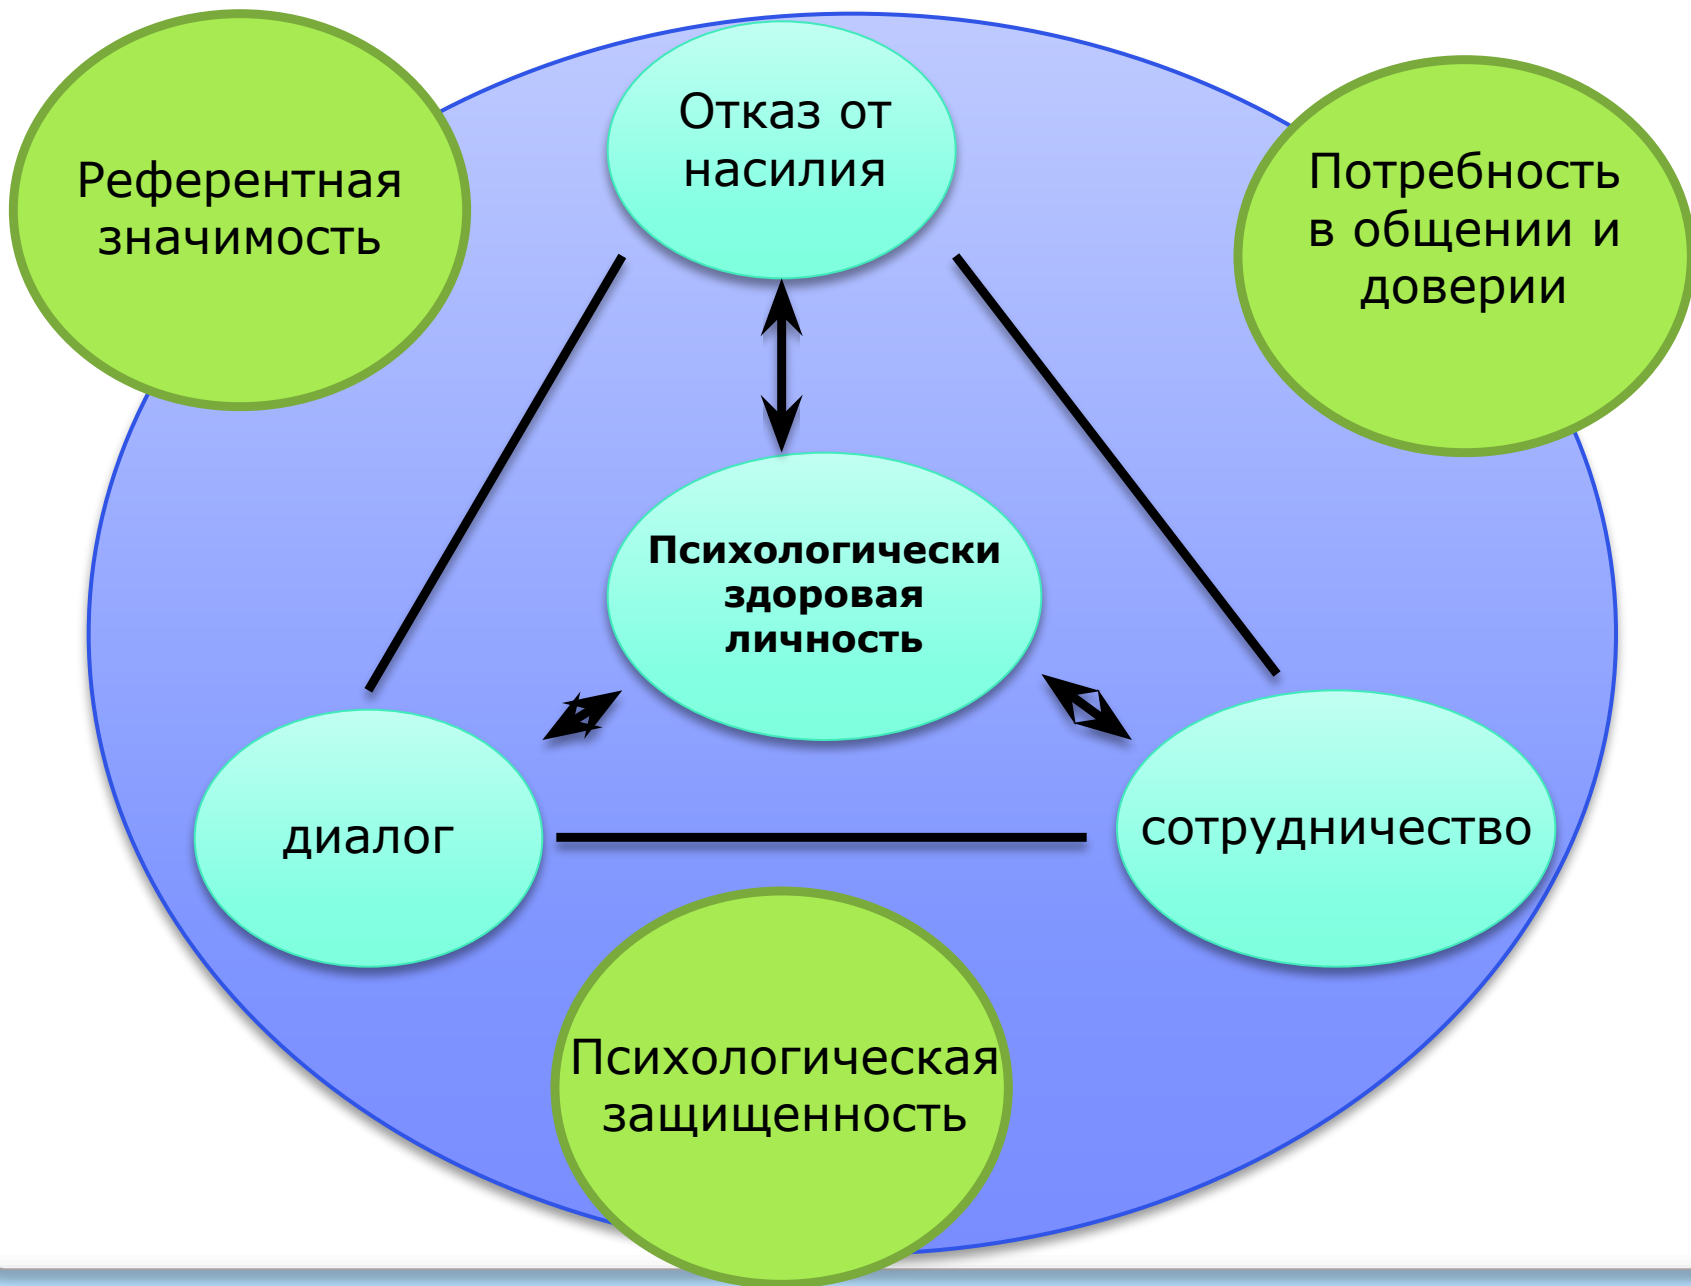 Отказ от
насилия
Референтная
значимость
Потребность
в общении и
доверии
Психологически
здоровая
личность
диалог
сотрудничество
Психологическая
защищенность